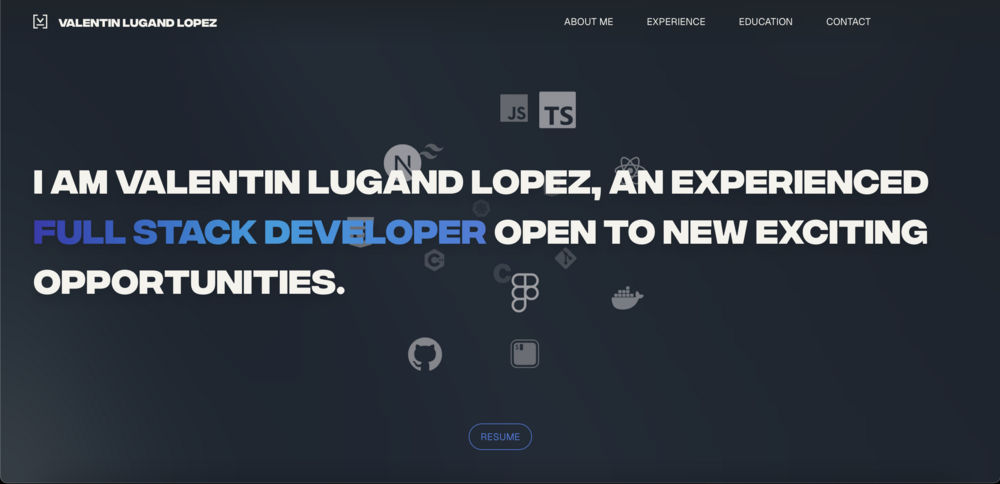 VALENTIN LUGAND LOPEZ
ABOUT ME
EXPERIENCE
EDUCATION
CONTACT
JS
TS
N
I AM VALENTIN LUGAND LOPEZ, AN EXPERIENCED
FULL STACK DEVELOPER OPEN TO NEW EXCITING
OPPORTUNITIES.
C
C
RESUME